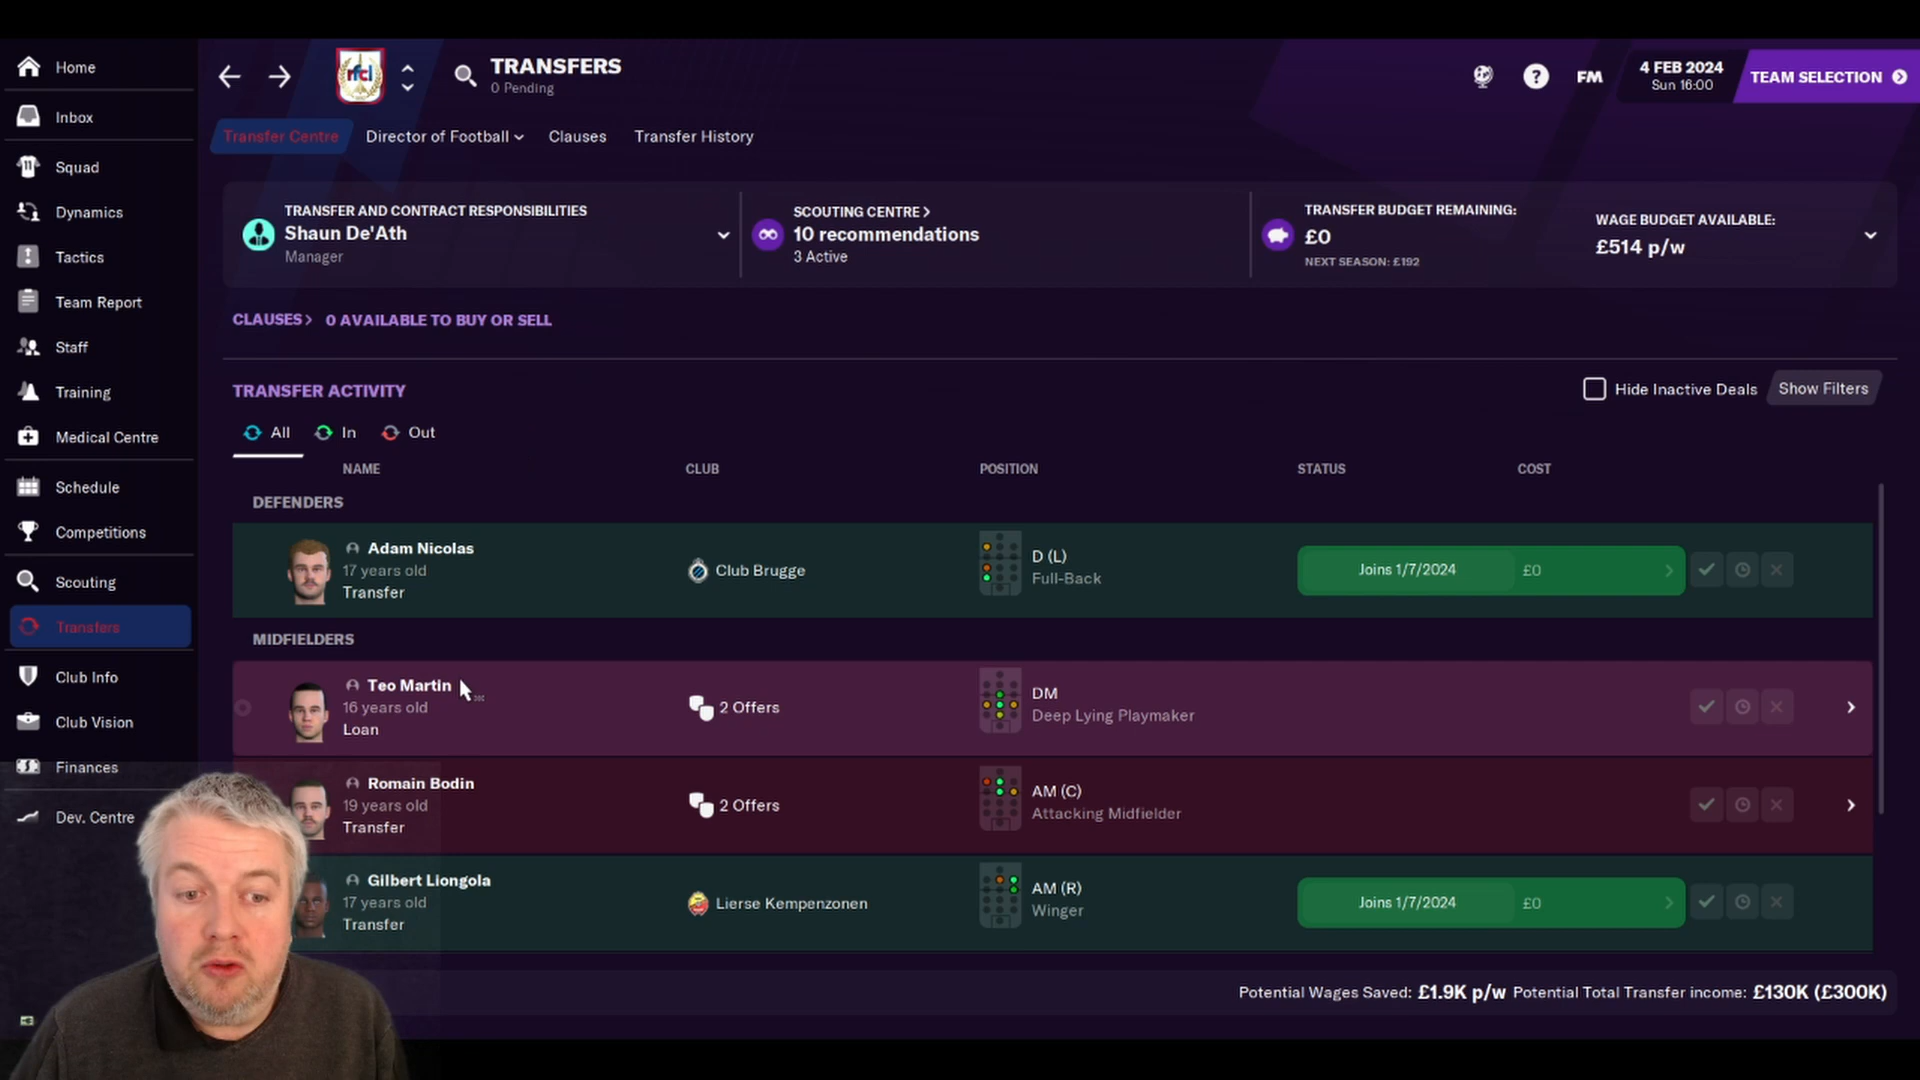 Home
Inbox
Squad
Dynamics
Tactics
Team Report
Staff
Training
Medical Centre
Schedule
Competitions
Scouting
Transfers
Club Info
Club Vision
Finances
Dev. Centre
rfcl
TRANSFERS
0 Pending
FM
4 FEB 2024
Sun 16:00
TEAM SELECTION
Transfer Centre
Director of Football
Clauses
Transfer History
TRANSFER AND CONTRACT RESPONSIBILITIES
Shaun De'Ath
Manager
SCOUTING CENTRE >
10 recommendations
3 Active
TRANSFER BUDGET REMAINING:
£0
NEXT SEASON: £192
WAGE BUDGET AVAILABLE:
£514 p/w
CLAUSES > 0 AVAILABLE TO BUY OR SELL
TRANSFER ACTIVITY
Hide Inactive Deals
Show Filters
All In Out
NAME CLUB POSITION STATUS COST
DEFENDERS
Adam Nicolas
17 years old
Transfer
Club Brugge
D (L)
Full-Back
Joins 1/7/2024 £0
MIDFIELDERS
Teo Martin
16 years old
Loan
2 Offers
DM
Deep Lying Playmaker
Romain Bodin
19 years old
Transfer
2 Offers
AM (C)
Attacking Midfielder
Gilbert Liongola
17 years old
Transfer
Lierse Kempenzonen
AM (R)
Winger
Joins 1/7/2024 £0
Potential Wages Saved: £1.9K p/w Potential Total Transfer income: £130K (£300K)